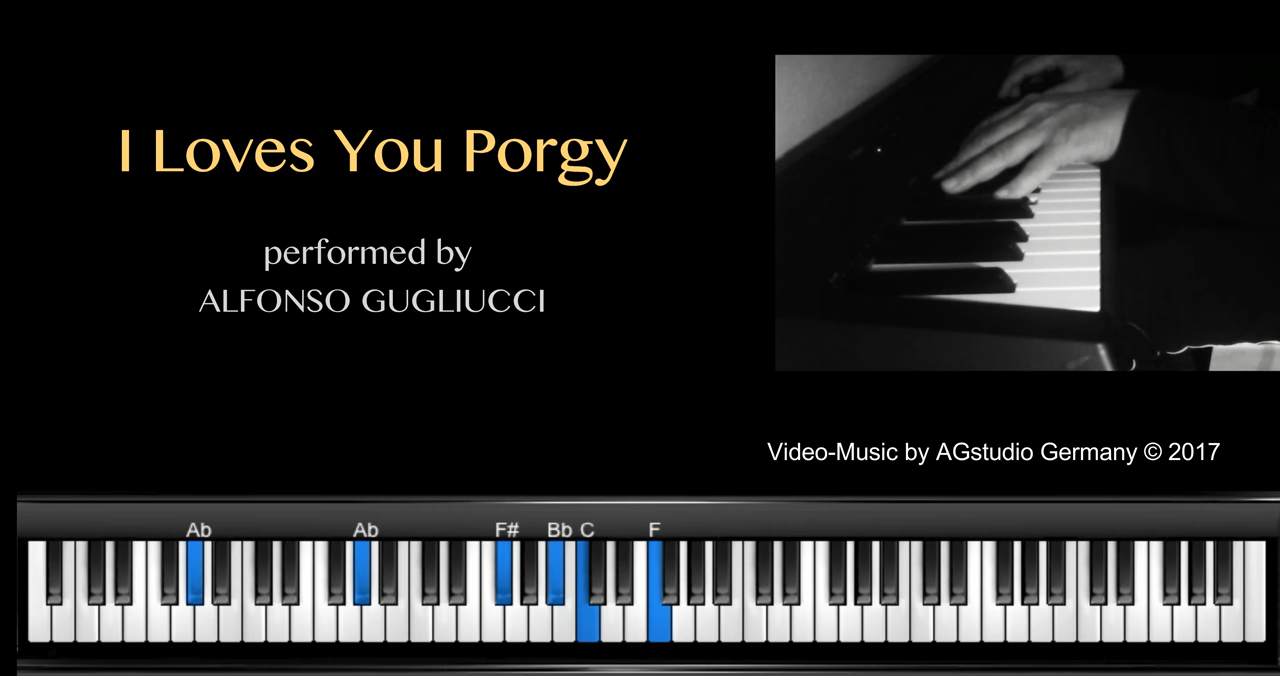 I Loves You Porgy
performed by
ALFONSO GUGLIUCCI
Video-Music by AGstudio Germany © 2017
Ab Ab F# Bb C F